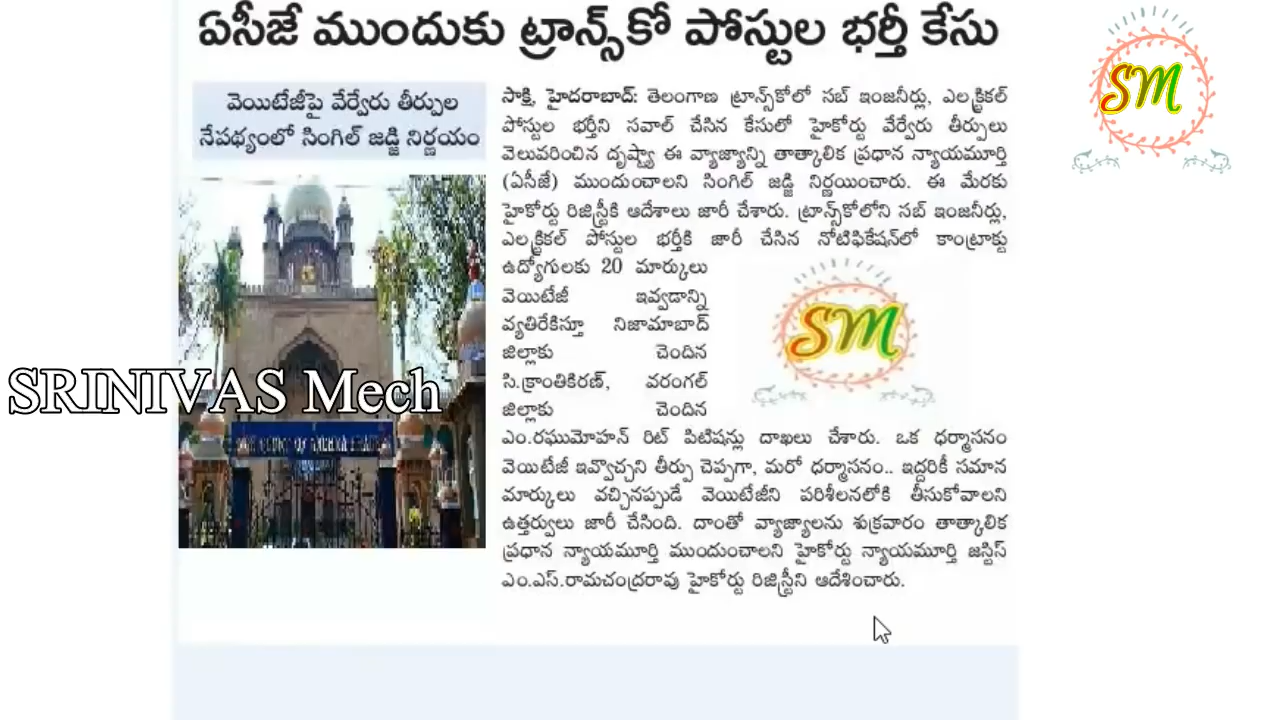 ఏసీజే ముందుకు ట్రాన్స్‌కో పోస్టుల భర్తీ కేసు
వెయిటేజీపై వేర్వేరు తీర్పుల
నేపథ్యంలో సింగిల్ జడ్జి నిర్ణయం
సాక్షి, హైదరాబాద్: తెలంగాణ ట్రాన్స్‌కోలో సబ్ ఇంజనీర్లు, ఎలక్ట్రికల్
పోస్టుల భర్తీని సవాల్ చేసిన కేసులో హైకోర్టు వేర్వేరు తీర్పులు
వెలువరించిన దృష్ట్యా ఈ వ్యాజ్యాన్ని తాత్కాలిక ప్రధాన న్యాయమూర్తి
(ఏసీజే) ముందుంచాలని సింగిల్ జడ్జి నిర్ణయించారు. ఈ మేరకు
హైకోర్టు రిజిస్ట్రీకి ఆదేశాలు జారీ చేశారు. ట్రాన్స్‌కోలోని సబ్ ఇంజనీర్లు,
ఎలక్ట్రికల్ పోస్టుల భర్తీకి జారీ చేసిన నోటిఫికేషన్‌లో కాంట్రాక్టు
ఉద్యోగులకు 20 మార్కులు
వెయిటేజీ ఇవ్వడాన్ని
వ్యతిరేకిస్తూ నిజామాబాద్
జిల్లాకు చెందిన
సి.క్రాంతికిరణ్, వరంగల్
జిల్లాకు చెందిన
ఎం.రఘుమోహన్ రిట్ పిటిషన్లు దాఖలు చేశారు. ఒక ధర్మాసనం
వెయిటేజీ ఇవ్వొచ్చని తీర్పు చెప్పగా, మరో ధర్మాసనం.. ఇద్దరికీ సమాన
మార్కులు వచ్చినప్పుడే వెయిటేజీని పరిశీలనలోకి తీసుకోవాలని
ఉత్తర్వులు జారీ చేసింది. దాంతో వ్యాజ్యాలను శుక్రవారం తాత్కాలిక
ప్రధాన న్యాయమూర్తి ముందుంచాలని హైకోర్టు న్యాయమూర్తి జస్టిస్
ఎం.ఎస్.రామచంద్రరావు హైకోర్టు రిజిస్ట్రీని ఆదేశించారు.
SM
SM
SRINIVAS Mech
COURT OF ANDHRA